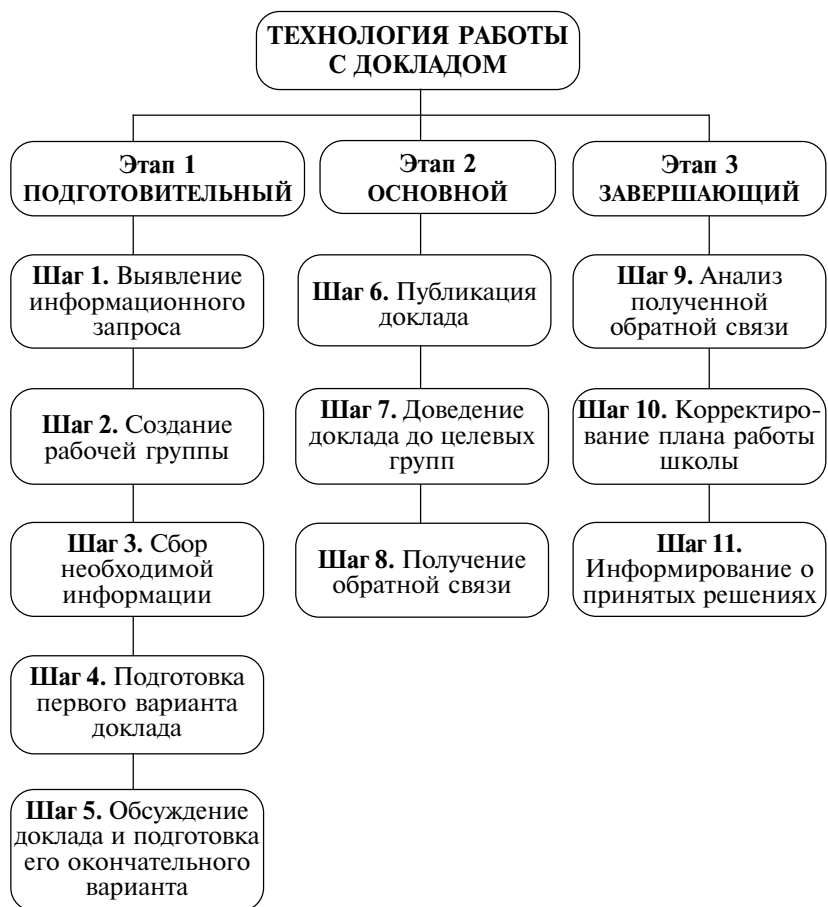 ТЕХНОЛОГИЯ РАБОТЫ
С ДОКЛАДОМ
Этап 1
ПОДГОТОВИТЕЛЬНЫЙ
Шаг 1. Выявление
информационного
запроса
Шаг 2. Создание
рабочей группы
Шаг 3. Сбор
необходимой
информации
Шаг 4. Подготовка
первого варианта
доклада
Шаг 5. Обсуждение
доклада и подготовка
его окончательного
варианта
Этап 2
ОСНОВНОЙ
Шаг 6. Публикация
доклада
Шаг 7. Доведение
доклада до целевых
групп
Шаг 8. Получение
обратной связи
Этап 3
ЗАВЕРШАЮЩИЙ
Шаг 9. Анализ
полученной
обратной связи
Шаг 10. Корректиро-
вание плана работы
школы
Шаг 11.
Информирование о
принятых решениях